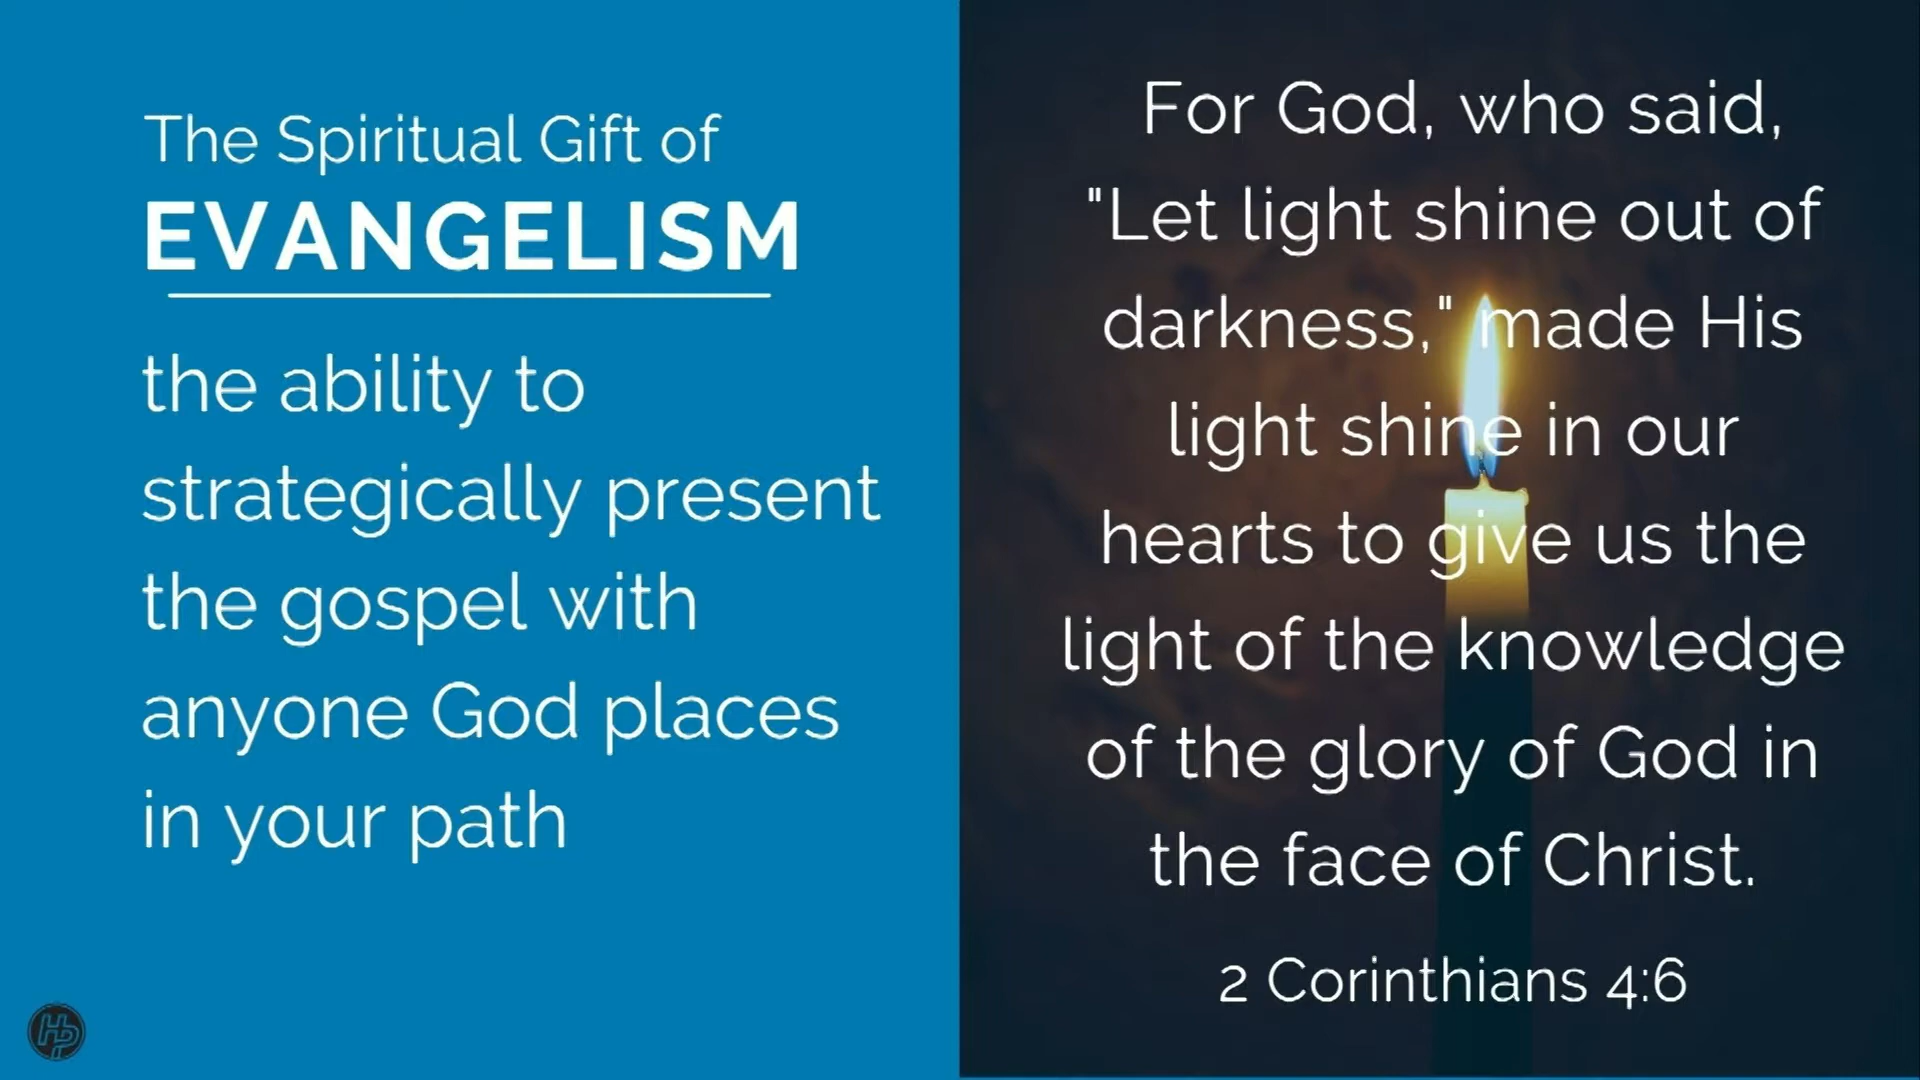 The Spiritual Gift of
EVANGELISM
the ability to
strategically present
the gospel with
anyone God places
in your path
For God, who said,
"Let light shine out of
darkness," made His
light shine in our
hearts to give us the
light of the knowledge
of the glory of God in
the face of Christ.
2 Corinthians 4:6
HP